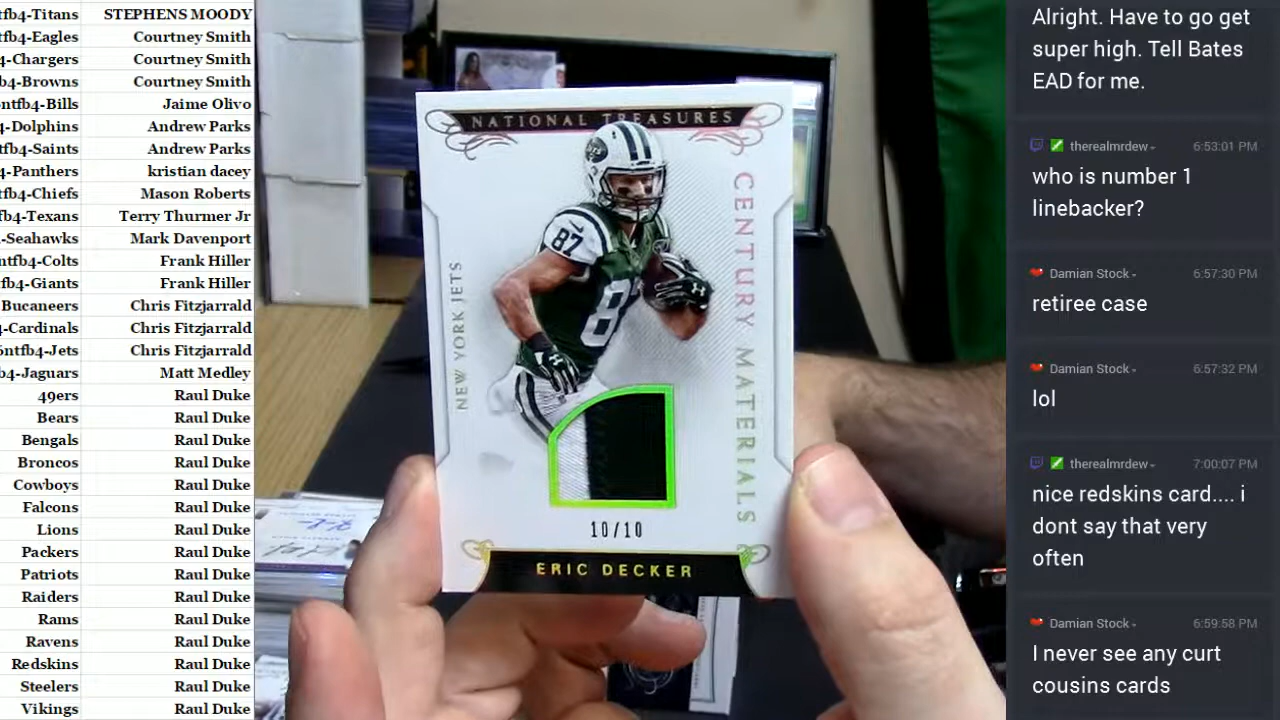 tfb4-Titans STEPHENS MOODY
tfb4-Eagles Courtney Smith
4-Chargers Courtney Smith
b4-Browns Courtney Smith
ntfb4-Bills Jaime Olivo
4-Dolphins Andrew Parks
fb4-Saints Andrew Parks
4-Panthers kristian dacey
fb4-Chiefs Mason Roberts
fb4-Texans Terry Thurmer Jr
-Seahawks Mark Davenport
ntfb4-Colts Frank Hiller
fb4-Giants Frank Hiller
Bucaneers Chris Fitzjarrald
-Cardinals Chris Fitzjarrald
6ntfb4-Jets Chris Fitzjarrald
b4-Jaguars Matt Medley
49ers Raul Duke
Bears Raul Duke
Bengals Raul Duke
Broncos Raul Duke
Cowboys Raul Duke
Falcons Raul Duke
Lions Raul Duke
Packers Raul Duke
Patriots Raul Duke
Raiders Raul Duke
Rams Raul Duke
Ravens Raul Duke
Redskins Raul Duke
Steelers Raul Duke
Vikings Raul Duke
NATIONAL TREASURES
JETS
87
8
NEW YORK JETS
CENTURY MATERIALS
10/10
ERIC DECKER
Alright. Have to go get
super high. Tell Bates
EAD for me.
therealmrdew 6:53:01 PM
who is number 1
linebacker?
Damian Stock 6:57:30 PM
retiree case
Damian Stock 6:57:32 PM
lol
therealmrdew 7:00:07 PM
nice redskins card.... i
dont say that very
often
Damian Stock 6:59:58 PM
I never see any curt
cousins cards